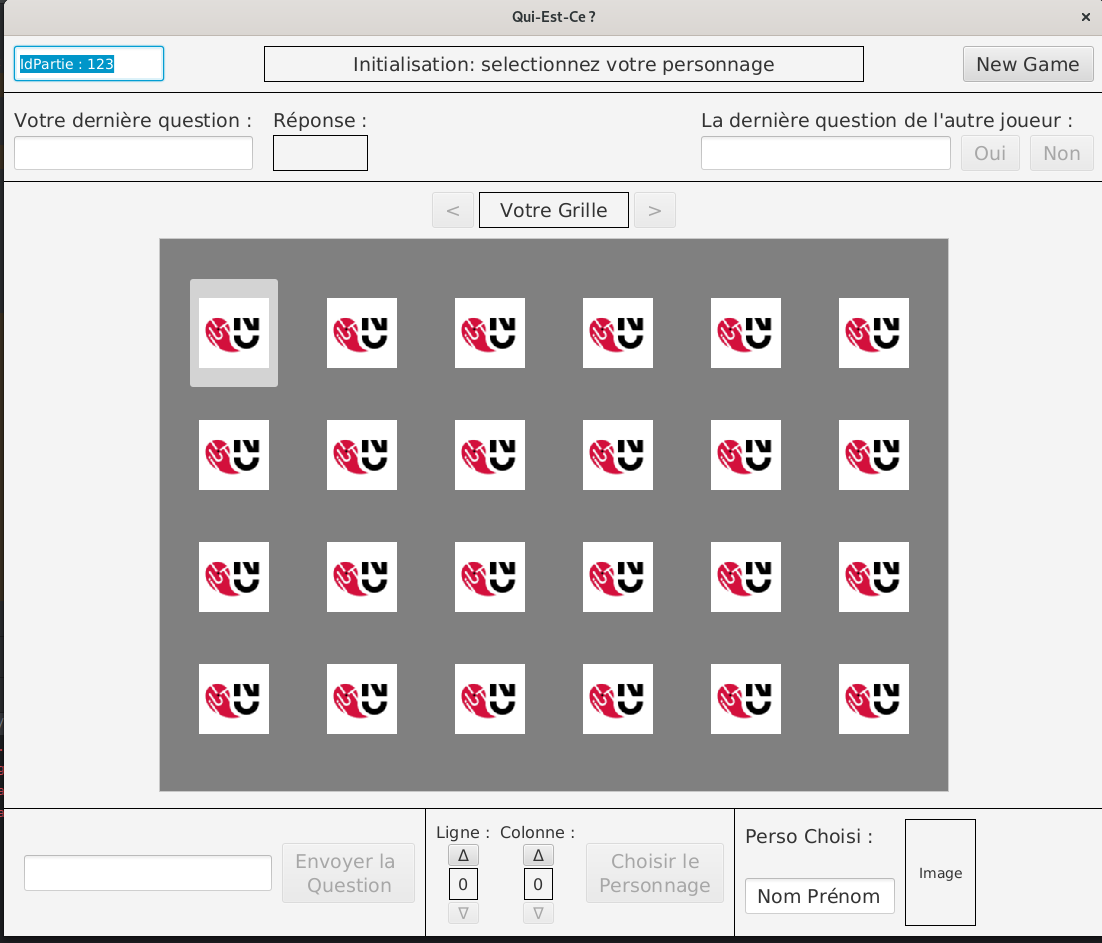 Qui-Est-Ce ?
×
IdPartie : 123
Initialisation: selectionnez votre personnage
New Game
Votre dernière question :
Réponse :
La dernière question de l'autre joueur :
Oui
Non
<
Votre Grille
>
Envoyer la
Question
Ligne :
Colonne :
Δ
Δ
0
0
∇
∇
Choisir le
Personnage
Perso Choisi :
Nom Prénom
Image